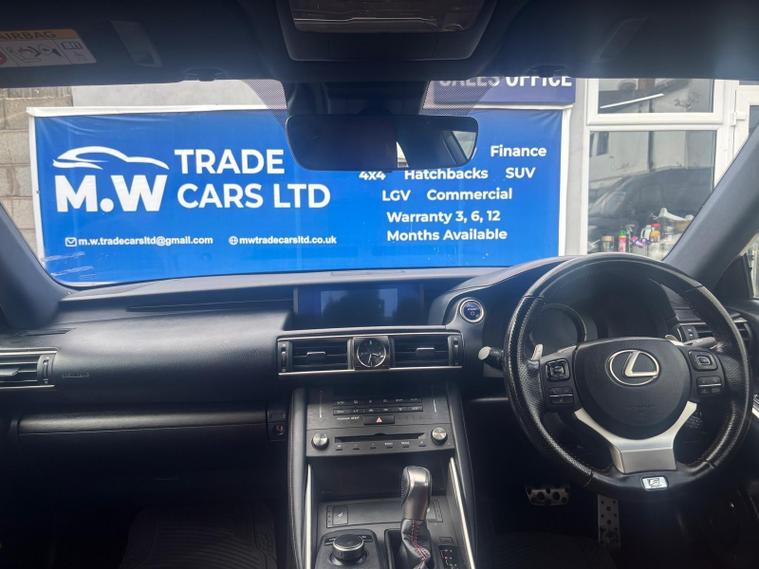 AIRBAG
SALES OFFICE
TRADE
M.W CARS LTD
m.w.tradecarsltd@gmail.com
mwtradecarsltd.co.uk
Finance
4x4 Hatchbacks SUV
LGV Commercial
Warranty 3, 6, 12
Months Available